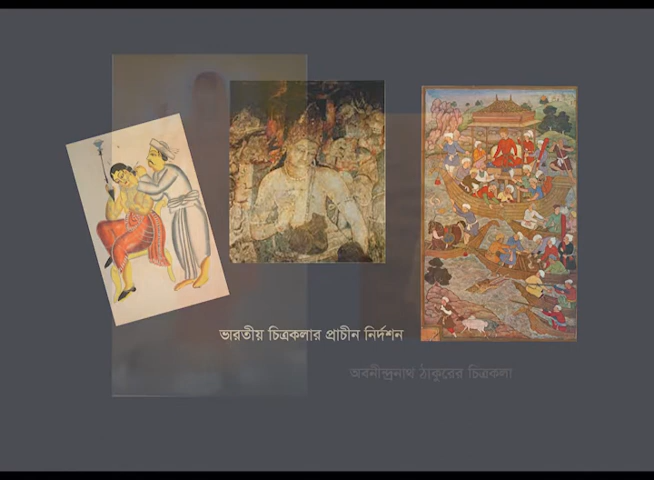 ভারতীয় চিত্রকলার প্রাচীন নির্দশন
অবনীন্দ্রনাথ ঠাকুরের চিত্রকলা